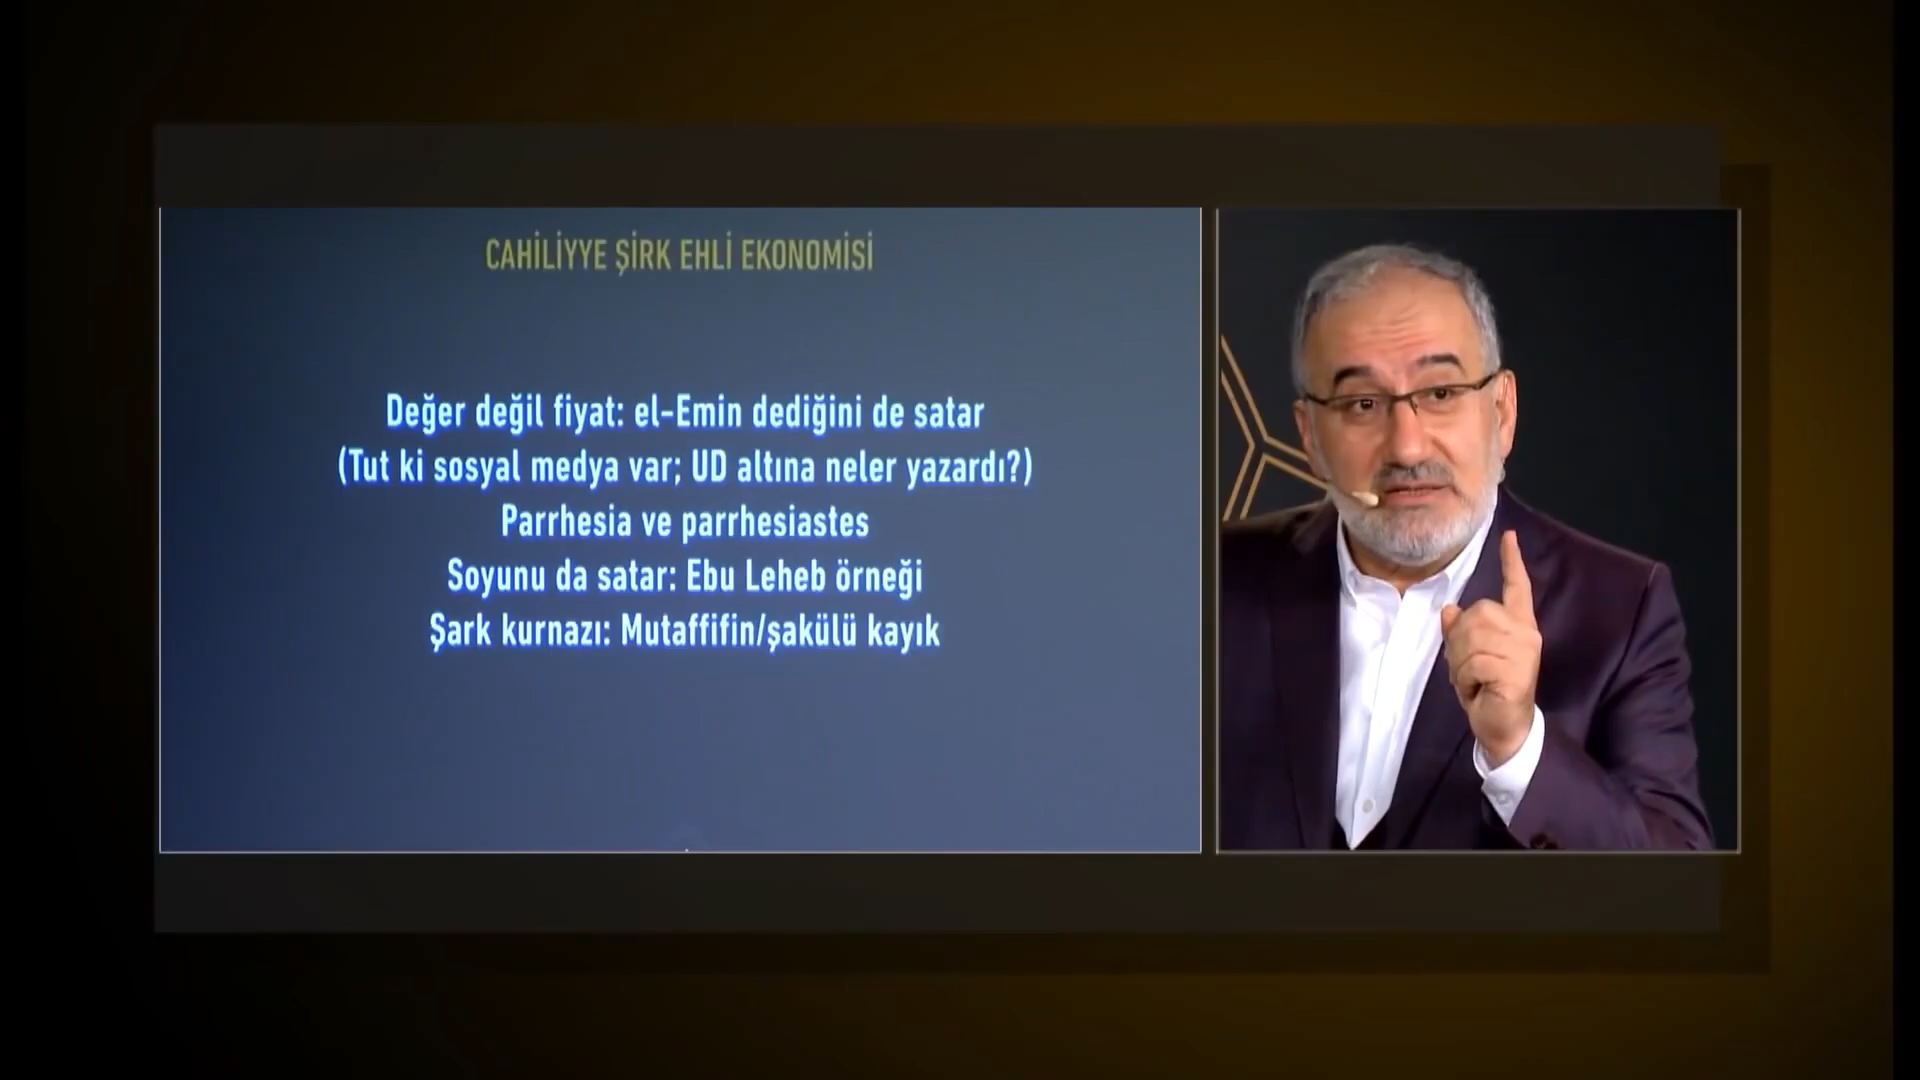 CAHİLİYYE ŞİRK EHLİ EKONOMİSİ
Değer değil fiyat: el-Emin dediğini de satar
(Tut ki sosyal medya var; UD altına neler yazardı?)
Parrhesia ve parrhesiastes
Soyunu da satar: Ebu Leheb örneği
Şark kurnazı: Mutaffifin/şakülü kayık